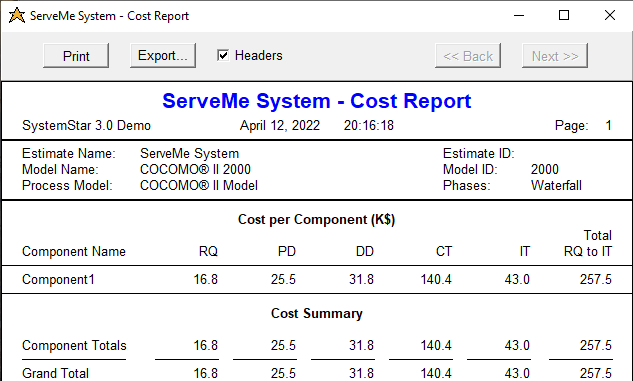 ServeMe System - Cost Report
Print Export... Headers << Back Next >>
ServeMe System - Cost Report
SystemStar 3.0 Demo April 12, 2022 20:16:18 Page: 1
Estimate Name: ServeMe System Estimate ID:
Model Name: COCOMO® II 2000 Model ID: 2000
Process Model: COCOMO® II Model Phases: Waterfall
Cost per Component (K$)
Total
Component Name RQ PD DD CT IT RQ to IT
Component1 16.8 25.5 31.8 140.4 43.0 257.5
Cost Summary
Component Totals 16.8 25.5 31.8 140.4 43.0 257.5
Grand Total 16.8 25.5 31.8 140.4 43.0 257.5